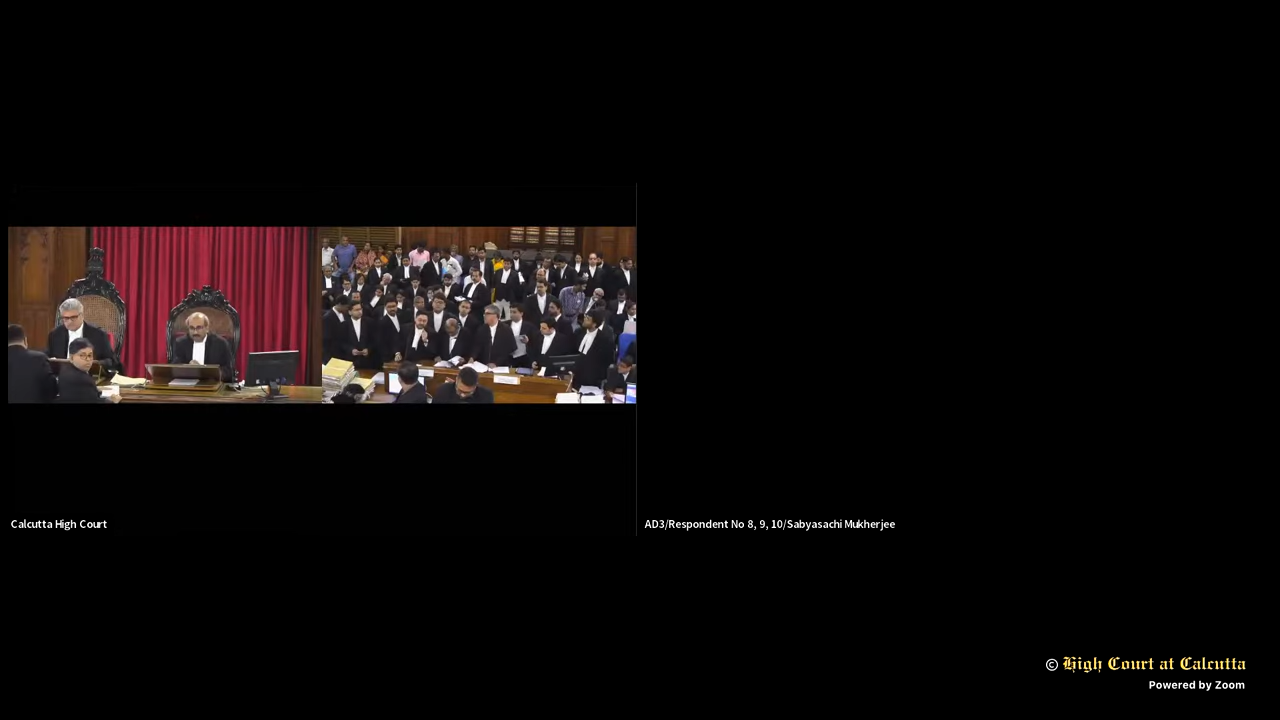 Calcutta High Court
AD3/Respondent No 8, 9, 10/Sabyasachi Mukherjee
© High Court at Calcutta
Powered by Zoom